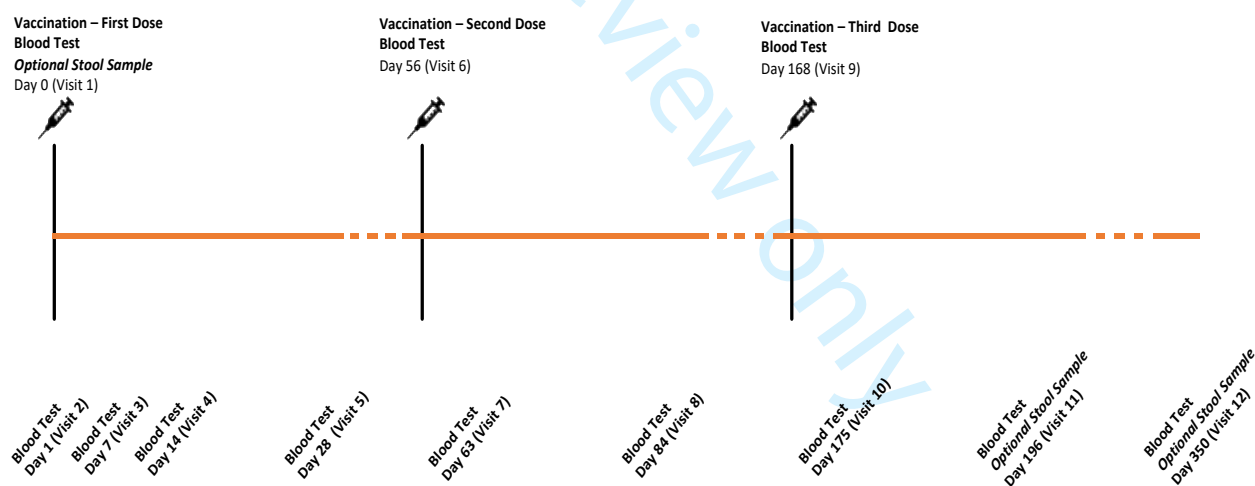 Vaccination – First Dose
Blood Test
Optional Stool Sample
Day 0 (Visit 1)
Vaccination – Second Dose
Blood Test
Day 56 (Visit 6)
Vaccination – Third Dose
Blood Test
Day 168 (Visit 9)
Blood Test
Day 1 (Visit 2)
Blood Test
Day 7 (Visit 3)
Blood Test
Day 14 (Visit 4)
Blood Test
Day 28 (Visit 5)
Blood Test
Day 63 (Visit 7)
Blood Test
Day 84 (Visit 8)
Blood Test
Day 175 (Visit 10)
Blood Test
Optional Stool Sample
Day 196 (Visit 11)
Blood Test
Optional Stool Sample
Day 350 (Visit 12)
view only